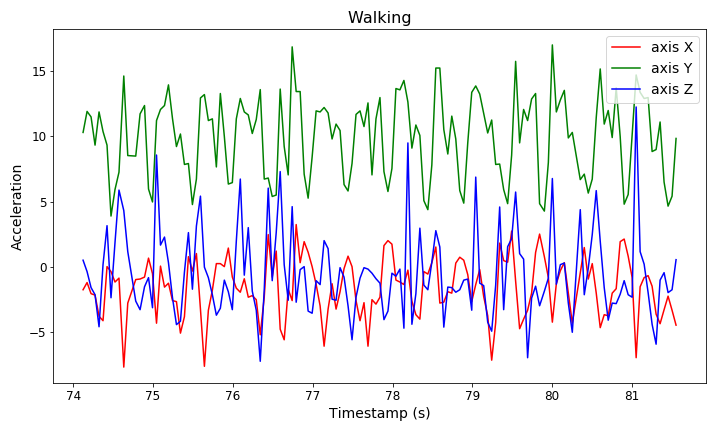 Walking
axis X
axis Y
axis Z
15
10
5
0
−5
Acceleration
74 75 76 77 78 79 80 81
Timestamp (s)